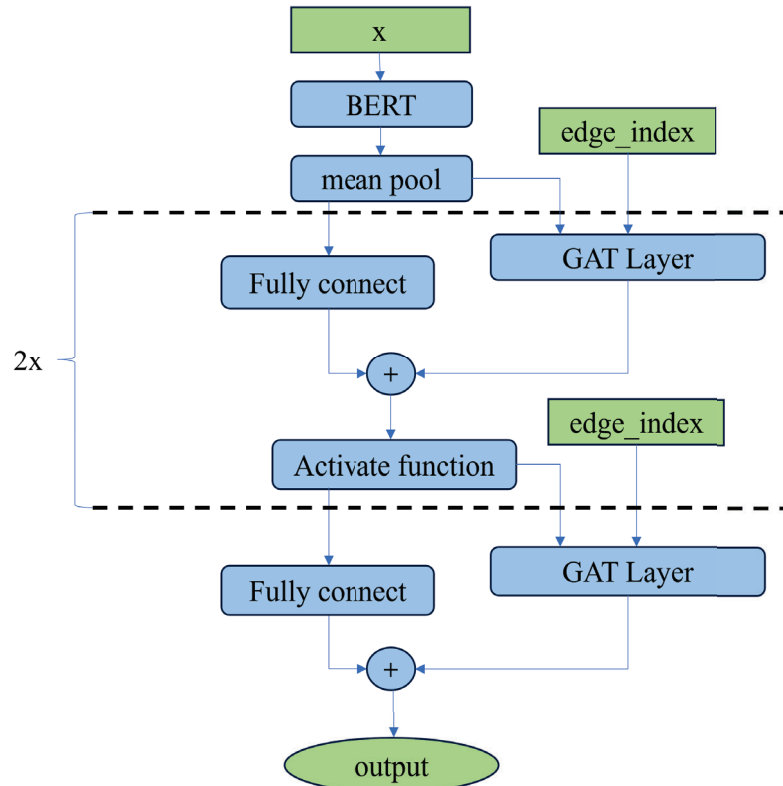 x
BERT
edge_index
mean pool
GAT Layer
Fully connect
2x
+
edge_index
Activate function
GAT Layer
Fully connect
+
output